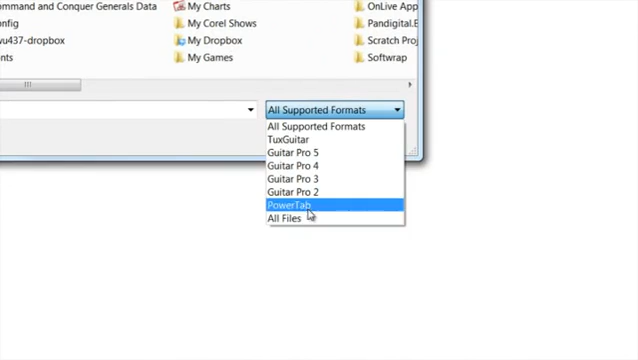 ommand and Conquer Generals Data
My Charts
OnLive App
onfig
My Corel Shows
Pandigital.E
wu437-dropbox
My Dropbox
Scratch Proj
nts
My Games
Softwrap
All Supported Formats
All Supported Formats
TuxGuitar
Guitar Pro 5
Guitar Pro 4
Guitar Pro 3
Guitar Pro 2
PowerTab
All Files